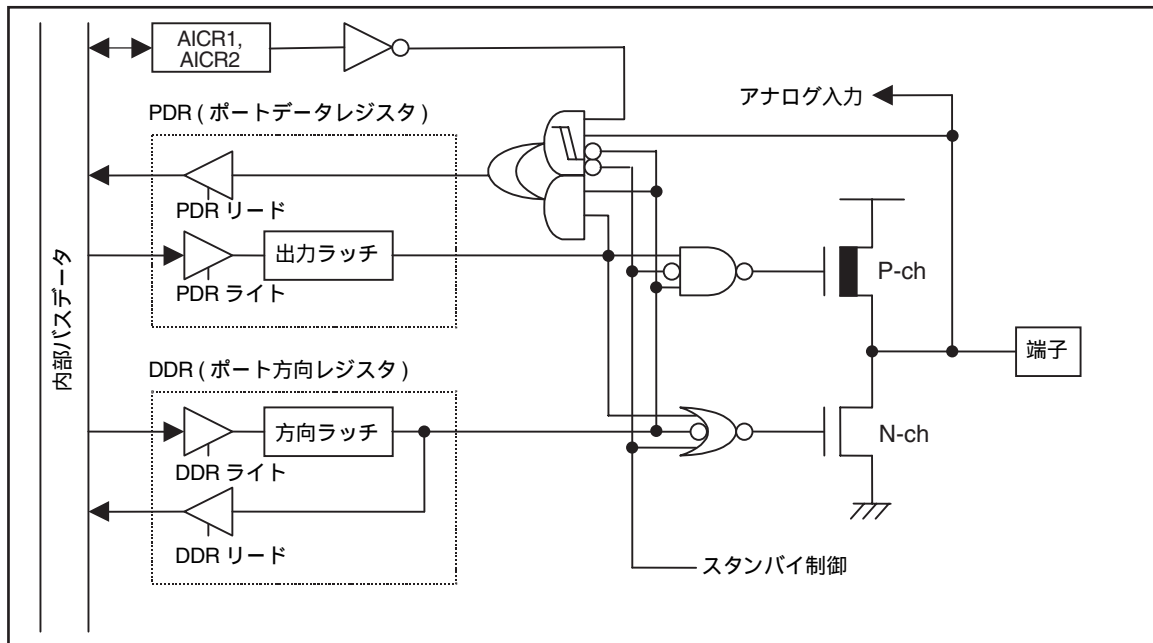 AICR1,
AICR2
アナログ入力
PDR ( ポートデータレジスタ )
PDR リード
出力ラッチ
PDR ライト
P-ch
内部バスデータ
端子
DDR ( ポート方向レジスタ )
方向ラッチ
N-ch
DDR ライト
DDR リード
スタンバイ制御